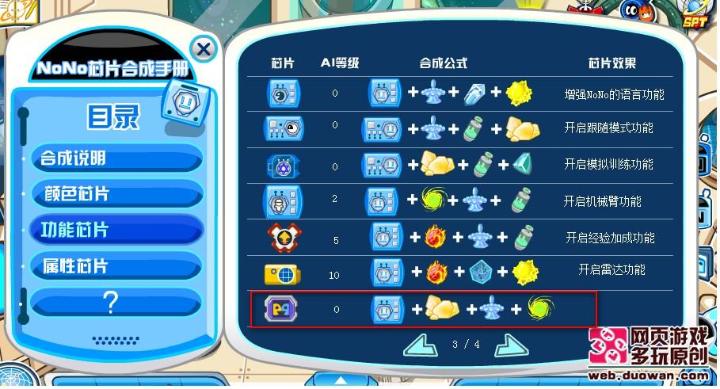 SPT
NoNo芯片合成手册
目录
合成说明
颜色芯片
功能芯片
属性芯片
?
芯片 AI等级 合成公式 芯片效果
0 + + + 增强NoNo的语言功能
0 + + + 开启跟随模式功能
0 + + + 开启模拟训练功能
2 + + + 开启机械臂功能
5 + + + 开启经验加成功能
10 + + + 开启雷达功能
0 + + +
3 / 4
网页游戏
多玩原创
web.duowan.com